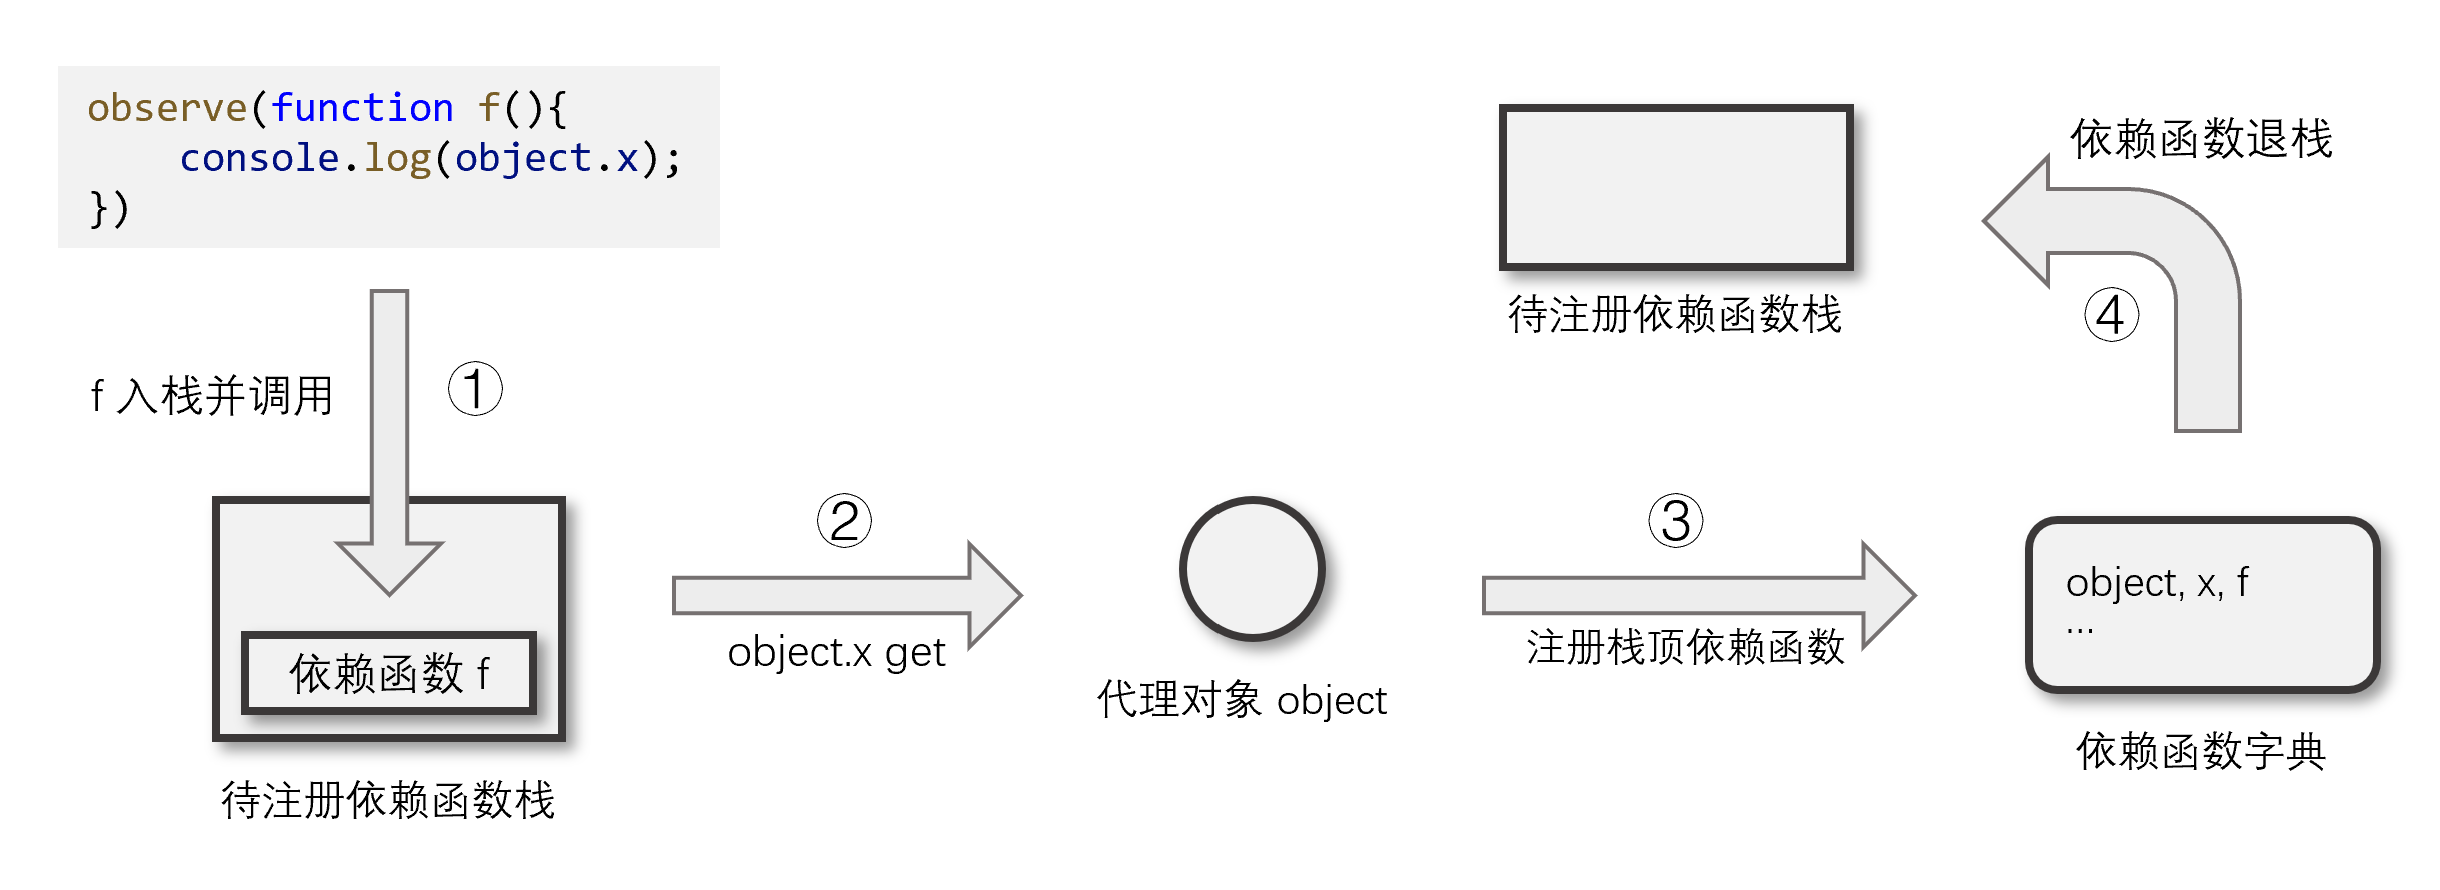 observe(function f(){
    console.log(object.x);
})
f 入栈并调用
①
依赖函数 f
待注册依赖函数栈
②
object.x get
代理对象 object
③
注册栈顶依赖函数
object, x, f
...
依赖函数字典
④
依赖函数退栈
待注册依赖函数栈